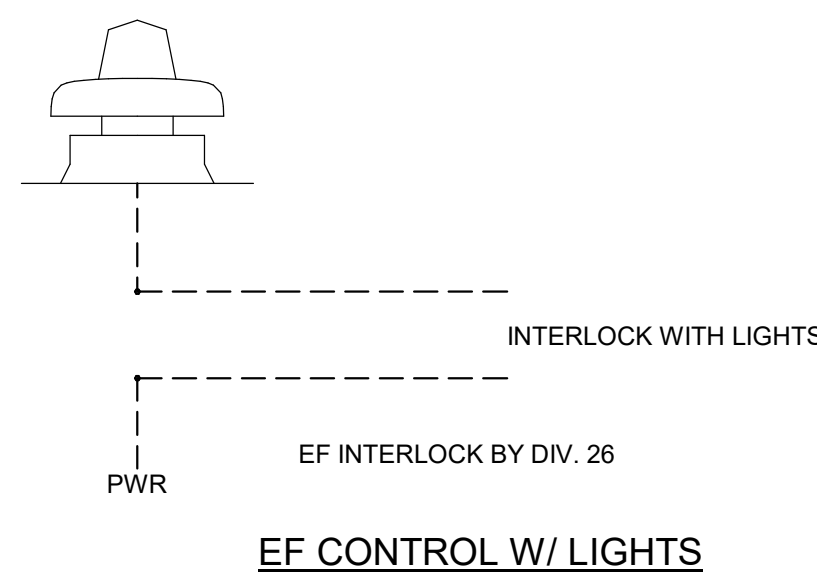 INTERLOCK WITH LIGHTS
EF INTERLOCK BY DIV. 26
PWR
EF CONTROL W/ LIGHTS